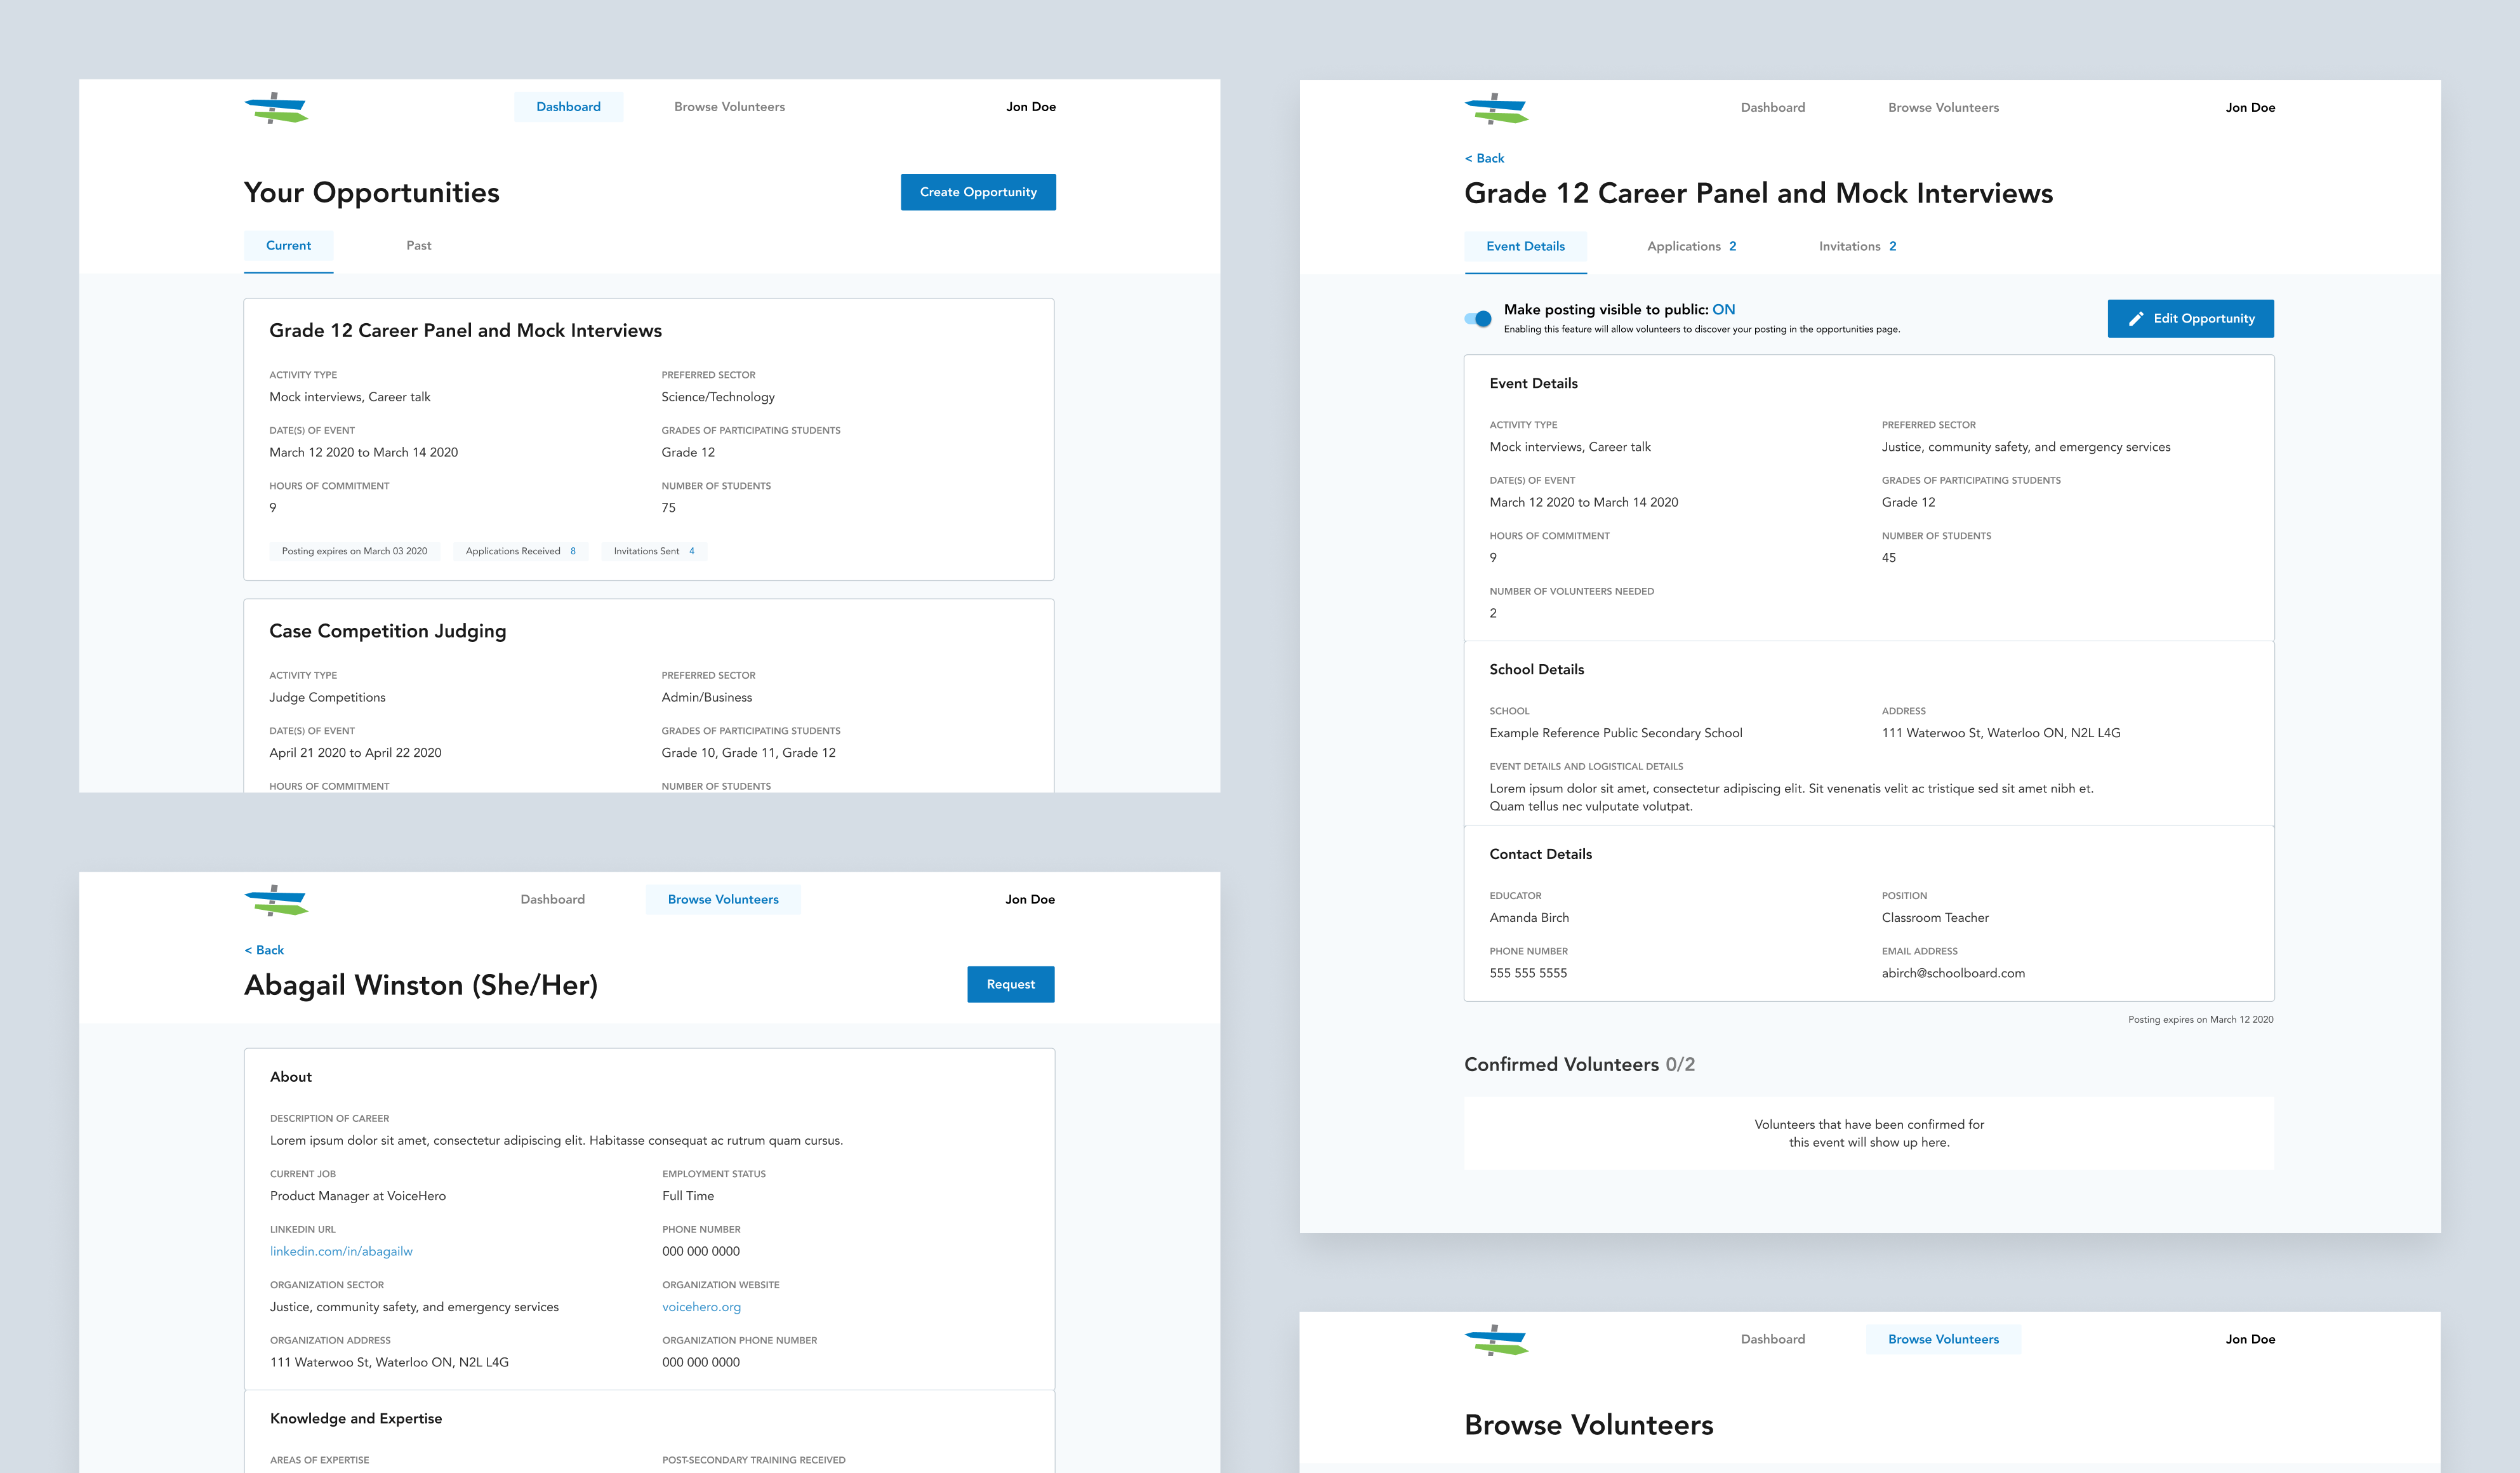 Dashboard
Browse Volunteers
Jon Doe
Your Opportunities
Create Opportunity
Current
Past
Grade 12 Career Panel and Mock Interviews
ACTIVITY TYPE
PREFERRED SECTOR
Mock interviews, Career talk
Science/Technology
DATE(S) OF EVENT
GRADES OF PARTICIPATING STUDENTS
March 12 2020 to March 14 2020
Grade 12
HOURS OF COMMITMENT
NUMBER OF STUDENTS
9
75
Posting expires on March 03 2020
Applications Received 8
Invitations Sent 4
Case Competition Judging
ACTIVITY TYPE
PREFERRED SECTOR
Judge Competitions
Admin/Business
DATE(S) OF EVENT
GRADES OF PARTICIPATING STUDENTS
April 21 2020 to April 22 2020
Grade 10, Grade 11, Grade 12
HOURS OF COMMITMENT
NUMBER OF STUDENTS
Dashboard
Browse Volunteers
Jon Doe
< Back
Abagail Winston (She/Her)
Request
About
DESCRIPTION OF CAREER
Lorem ipsum dolor sit amet, consectetur adipiscing elit. Habitasse consequat ac rutrum quam cursus.
CURRENT JOB
EMPLOYMENT STATUS
Product Manager at VoiceHero
Full Time
LINKEDIN URL
PHONE NUMBER
linkedin.com/in/abagailw
000 000 0000
ORGANIZATION SECTOR
ORGANIZATION WEBSITE
Justice, community safety, and emergency services
voicehero.org
ORGANIZATION ADDRESS
ORGANIZATION PHONE NUMBER
111 Waterwoo St, Waterloo ON, N2L L4G
000 000 0000
Knowledge and Expertise
AREAS OF EXPERTISE
POST-SECONDARY TRAINING RECEIVED
Dashboard
Browse Volunteers
Jon Doe
< Back
Grade 12 Career Panel and Mock Interviews
Event Details
Applications 2
Invitations 2
Make posting visible to public: ON
Enabling this feature will allow volunteers to discover your posting in the opportunities page.
Edit Opportunity
Event Details
ACTIVITY TYPE
PREFERRED SECTOR
Mock interviews, Career talk
Justice, community safety, and emergency services
DATE(S) OF EVENT
GRADES OF PARTICIPATING STUDENTS
March 12 2020 to March 14 2020
Grade 12
HOURS OF COMMITMENT
NUMBER OF STUDENTS
9
45
NUMBER OF VOLUNTEERS NEEDED
2
School Details
SCHOOL
ADDRESS
Example Reference Public Secondary School
111 Waterwoo St, Waterloo ON, N2L L4G
EVENT DETAILS AND LOGISTICAL DETAILS
Lorem ipsum dolor sit amet, consectetur adipiscing elit. Sit venenatis velit ac tristique sed sit amet nibh et.
Quam tellus nec vulputate volutpat.
Contact Details
EDUCATOR
POSITION
Amanda Birch
Classroom Teacher
PHONE NUMBER
EMAIL ADDRESS
555 555 5555
abirch@schoolboard.com
Posting expires on March 12 2020
Confirmed Volunteers 0/2
Volunteers that have been confirmed for
this event will show up here.
Dashboard
Browse Volunteers
Jon Doe
Browse Volunteers